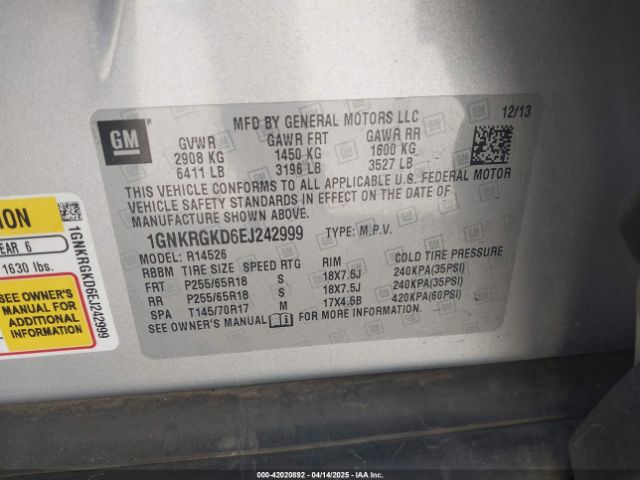 MFD BY GENERAL MOTORS LLC
12/13
GM
GVWR GAWR FRT GAWR RR
2908 KG 1450 KG 1600 KG
6411 LB 3196 LB 3527 LB
THIS VEHICLE CONFORMS TO ALL APPLICABLE U.S. FEDERAL MOTOR
VEHICLE SAFETY STANDARDS IN EFFECT ON THE DATE OF
MANUFACTURE SHOWN ABOVE.
1GNKRGKD6EJ242999 TYPE: M.P.V.
MODEL: R14526
RBBM TIRE SIZE SPEED RTG RIM COLD TIRE PRESSURE
FRT P255/65R18 S 18X7.5J 240KPA(35PSI)
RR P255/65R18 S 18X7.5J 240KPA(35PSI)
SPA T145/70R17 M 17X4.5B 420KPA(60PSI)
SEE OWNER'S MANUAL FOR MORE INFORMATION.
ION
EAR 6
1630 lbs.
SEE OWNER'S
MANUAL FOR
ADDITIONAL
INFORMATION
1GNKRGKD6EJ242999
000-42020892 - 04/14/2025 - IAA Inc.